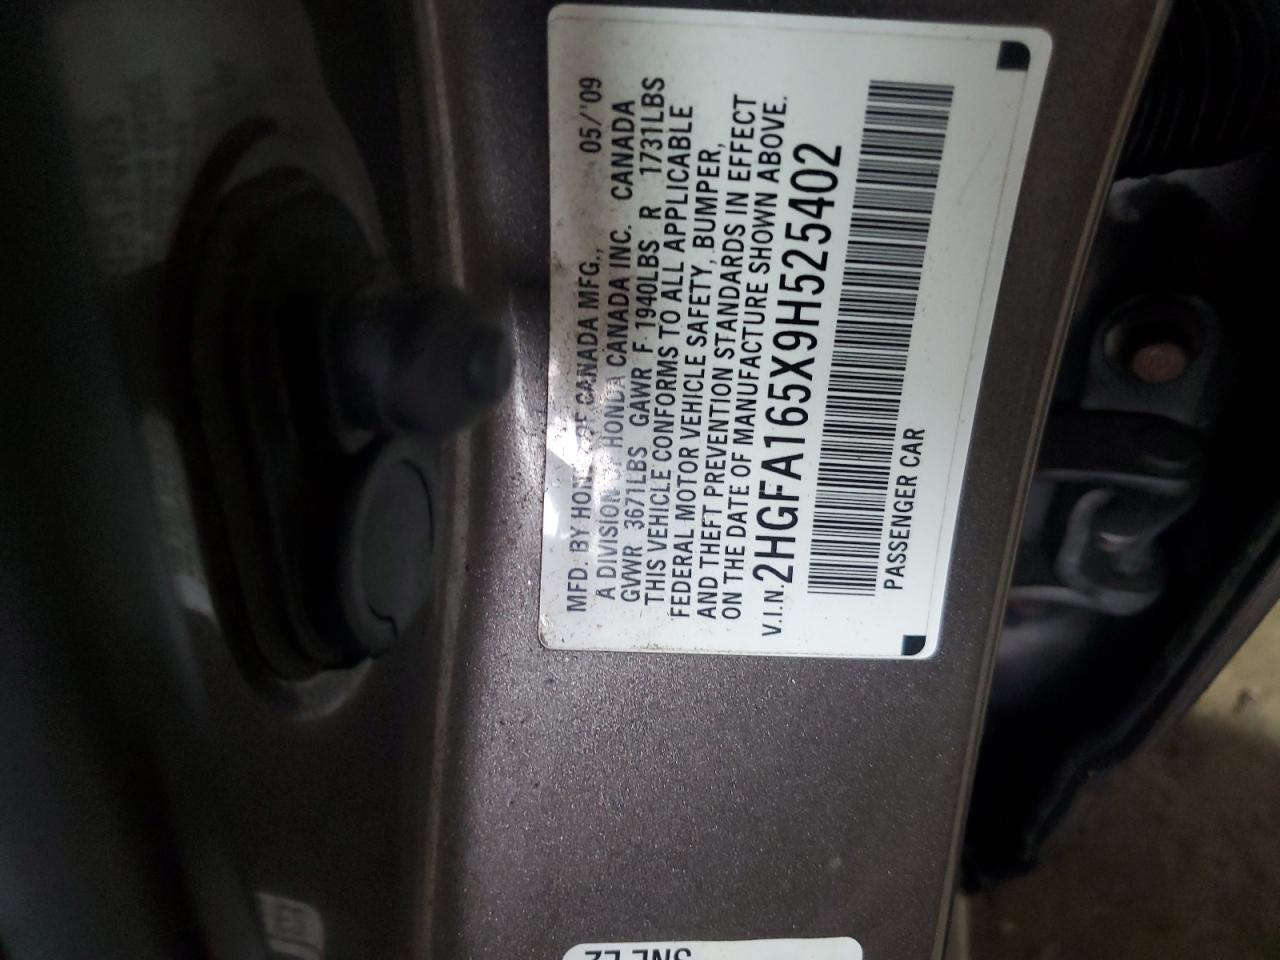 MFD. BY HONDA OF CANADA MFG., 05/'09
A DIVISION OF HONDA CANADA INC. CANADA
GVWR 3671LBS GAWR F 1940LBS R 1731LBS
THIS VEHICLE CONFORMS TO ALL APPLICABLE
FEDERAL MOTOR VEHICLE SAFETY, BUMPER,
AND THEFT PREVENTION STANDARDS IN EFFECT
ON THE DATE OF MANUFACTURE SHOWN ABOVE.
V.I.N.2HGFA165X9H525402
PASSENGER CAR